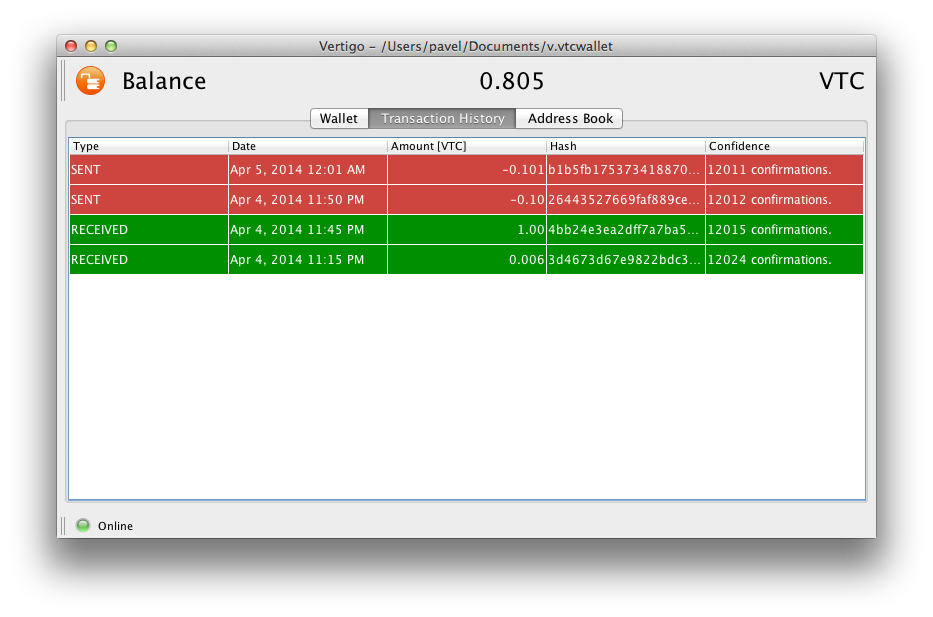 Vertigo – /Users/pavel/Documents/v.vtcwallet
Balance 0.805 VTC
Wallet Transaction History Address Book
Type Date Amount [VTC] Hash Confidence
SENT Apr 5, 2014 12:01 AM -0.101 b1b5fb175373418870... 12011 confirmations.
SENT Apr 4, 2014 11:50 PM -0.10 26443527669faf889ce... 12012 confirmations.
RECEIVED Apr 4, 2014 11:45 PM 1.00 4bb24e3ea2dff7a7ba5... 12015 confirmations.
RECEIVED Apr 4, 2014 11:15 PM 0.006 3d4673d67e9822bdc3... 12024 confirmations.
Online